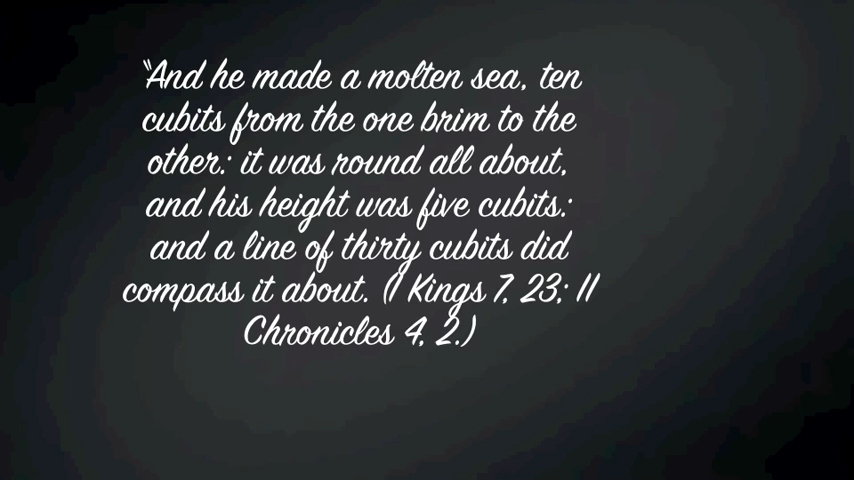 "And he made a molten sea, ten
cubits from the one brim to the
other: it was round all about,
and his height was five cubits:
and a line of thirty cubits did
compass it about. (I Kings 7, 23; II
Chronicles 4, 2.)